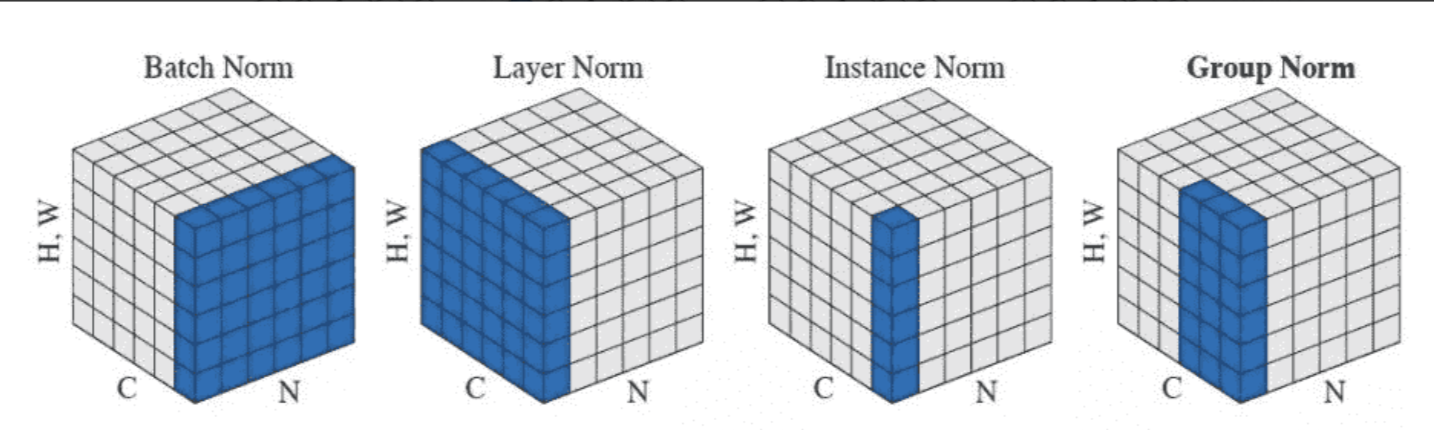 Batch Norm
Layer Norm
Instance Norm
Group Norm
H, W
C
N
H, W
C
N
H, W
C
N
H, W
C
N